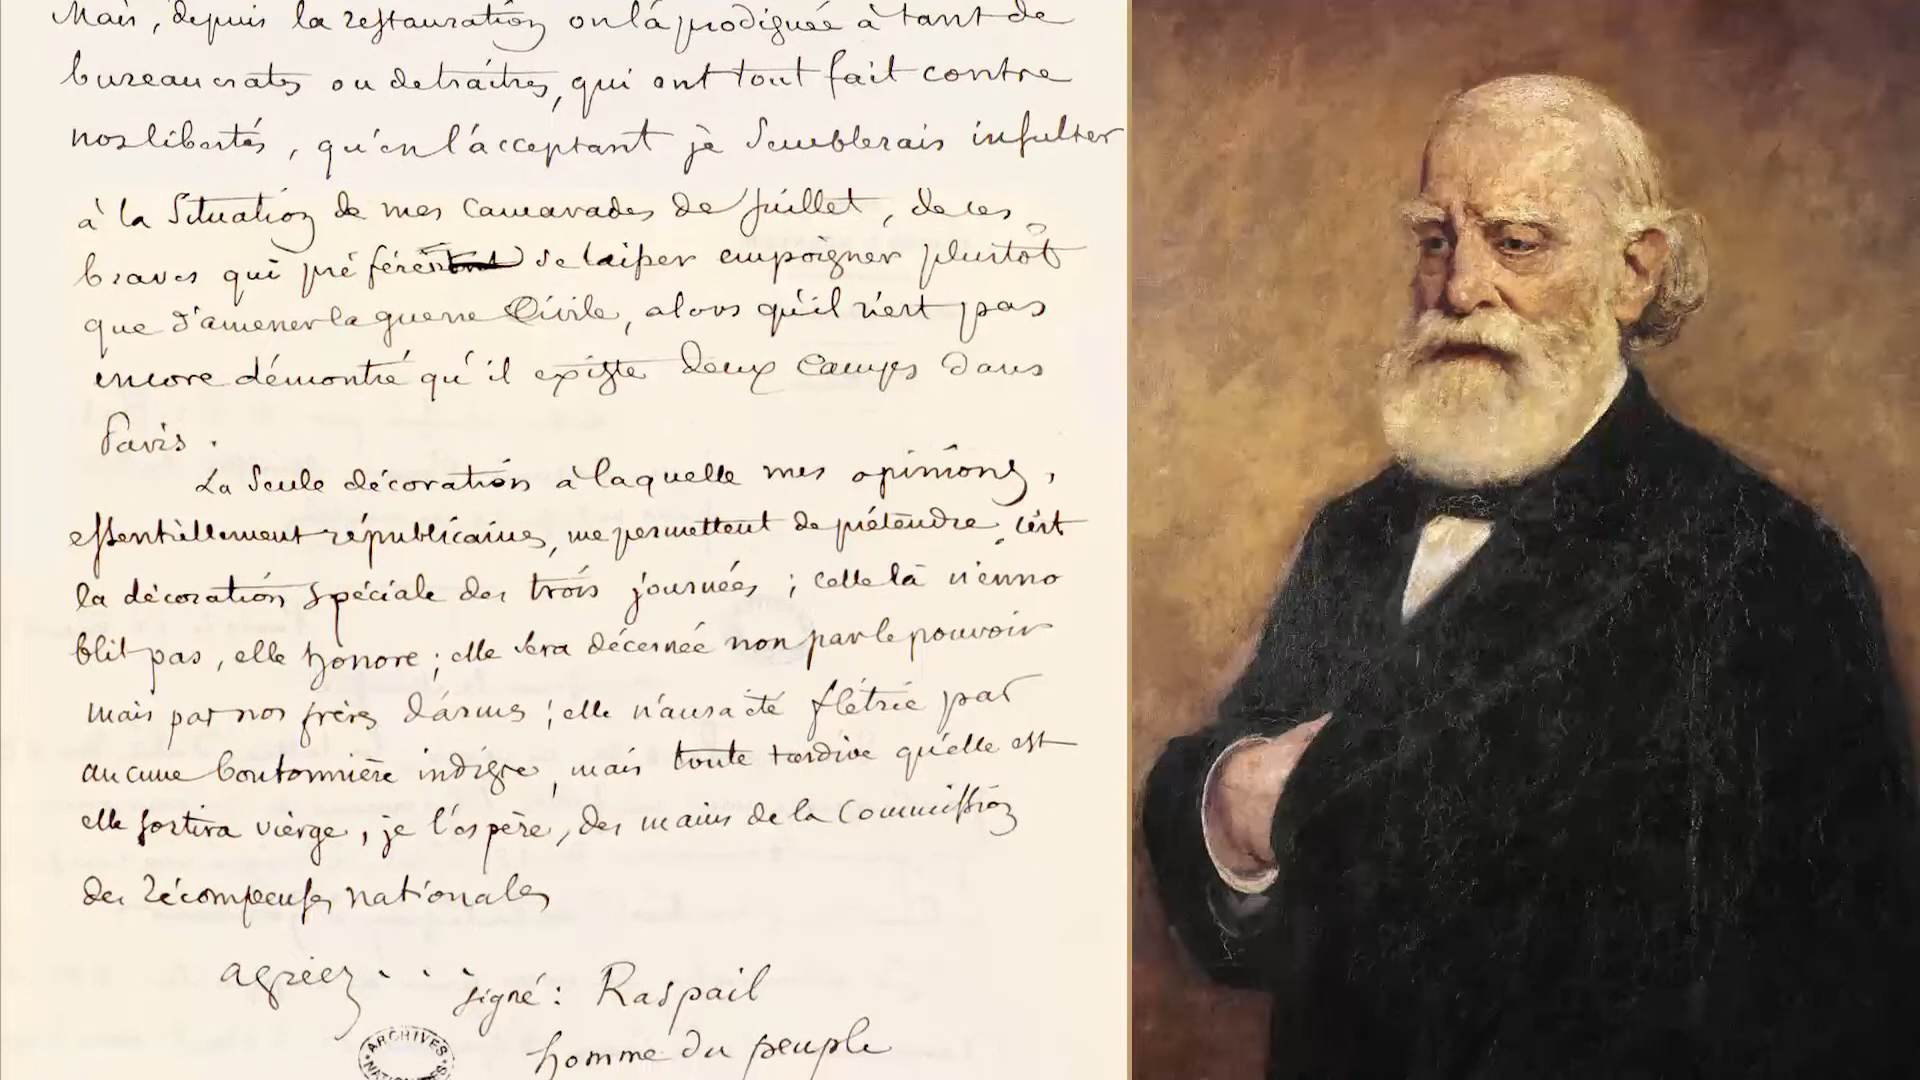 Mais, depuis la restauration on l'a prodiguée à tant de
bureaucrates ou de traîtres, qui ont tout fait contre
nos libertés, qu'en l'acceptant je semblerais insulter
à la situation de mes camarades de Juillet, de ces
braves qui préfèrent se laisser empoigner plustôt
que d'amener la guerre civile, alors qu'il n'est pas
encore démontré qu'il existe deux camps dans
Paris.
La seule décoration à laquelle mes opinions,
essentiellement républicaines, me permettent de prétendre, c'est
la décoration spéciale des trois journées ; celle là n'enno
blit pas, elle honore ; elle sera décernée non par le pouvoir
mais par nos frères d'armes ; elle n'aura été flétrie par
aucune boutonnière indigne, mais toute tardive qu'elle est
elle sortira vierge, je l'espère, des mains de la Commission
des récompenses nationales
agréez . . .
signé : Raspail
homme du peuple
ARCHIVES